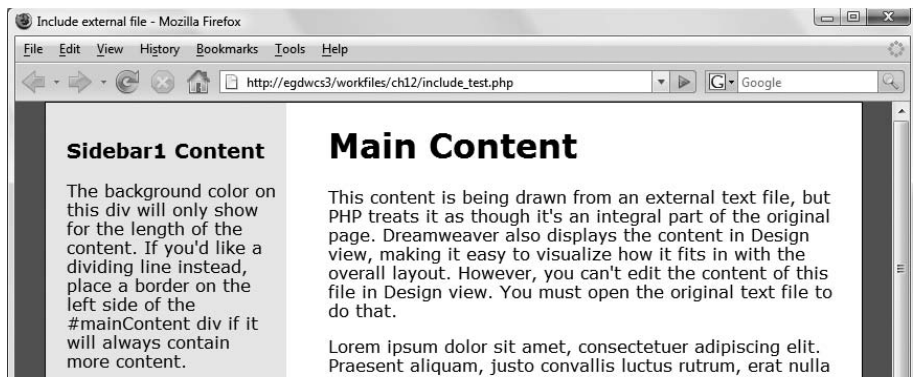 Include external file - Mozilla Firefox
File Edit View History Bookmarks Tools Help
http://egdwcs3/workfiles/ch12/include_test.php
G
Google
Sidebar1 Content
The background color on
this div will only show
for the length of the
content. If you'd like a
dividing line instead,
place a border on the
left side of the
#mainContent div if it
will always contain
more content.
Main Content
This content is being drawn from an external text file, but
PHP treats it as though it's an integral part of the original
page. Dreamweaver also displays the content in Design
view, making it easy to visualize how it fits in with the
overall layout. However, you can't edit the content of this
file in Design view. You must open the original text file to
do that.
Lorem ipsum dolor sit amet, consectetuer adipiscing elit.
Praesent aliquam, justo convallis luctus rutrum, erat nulla